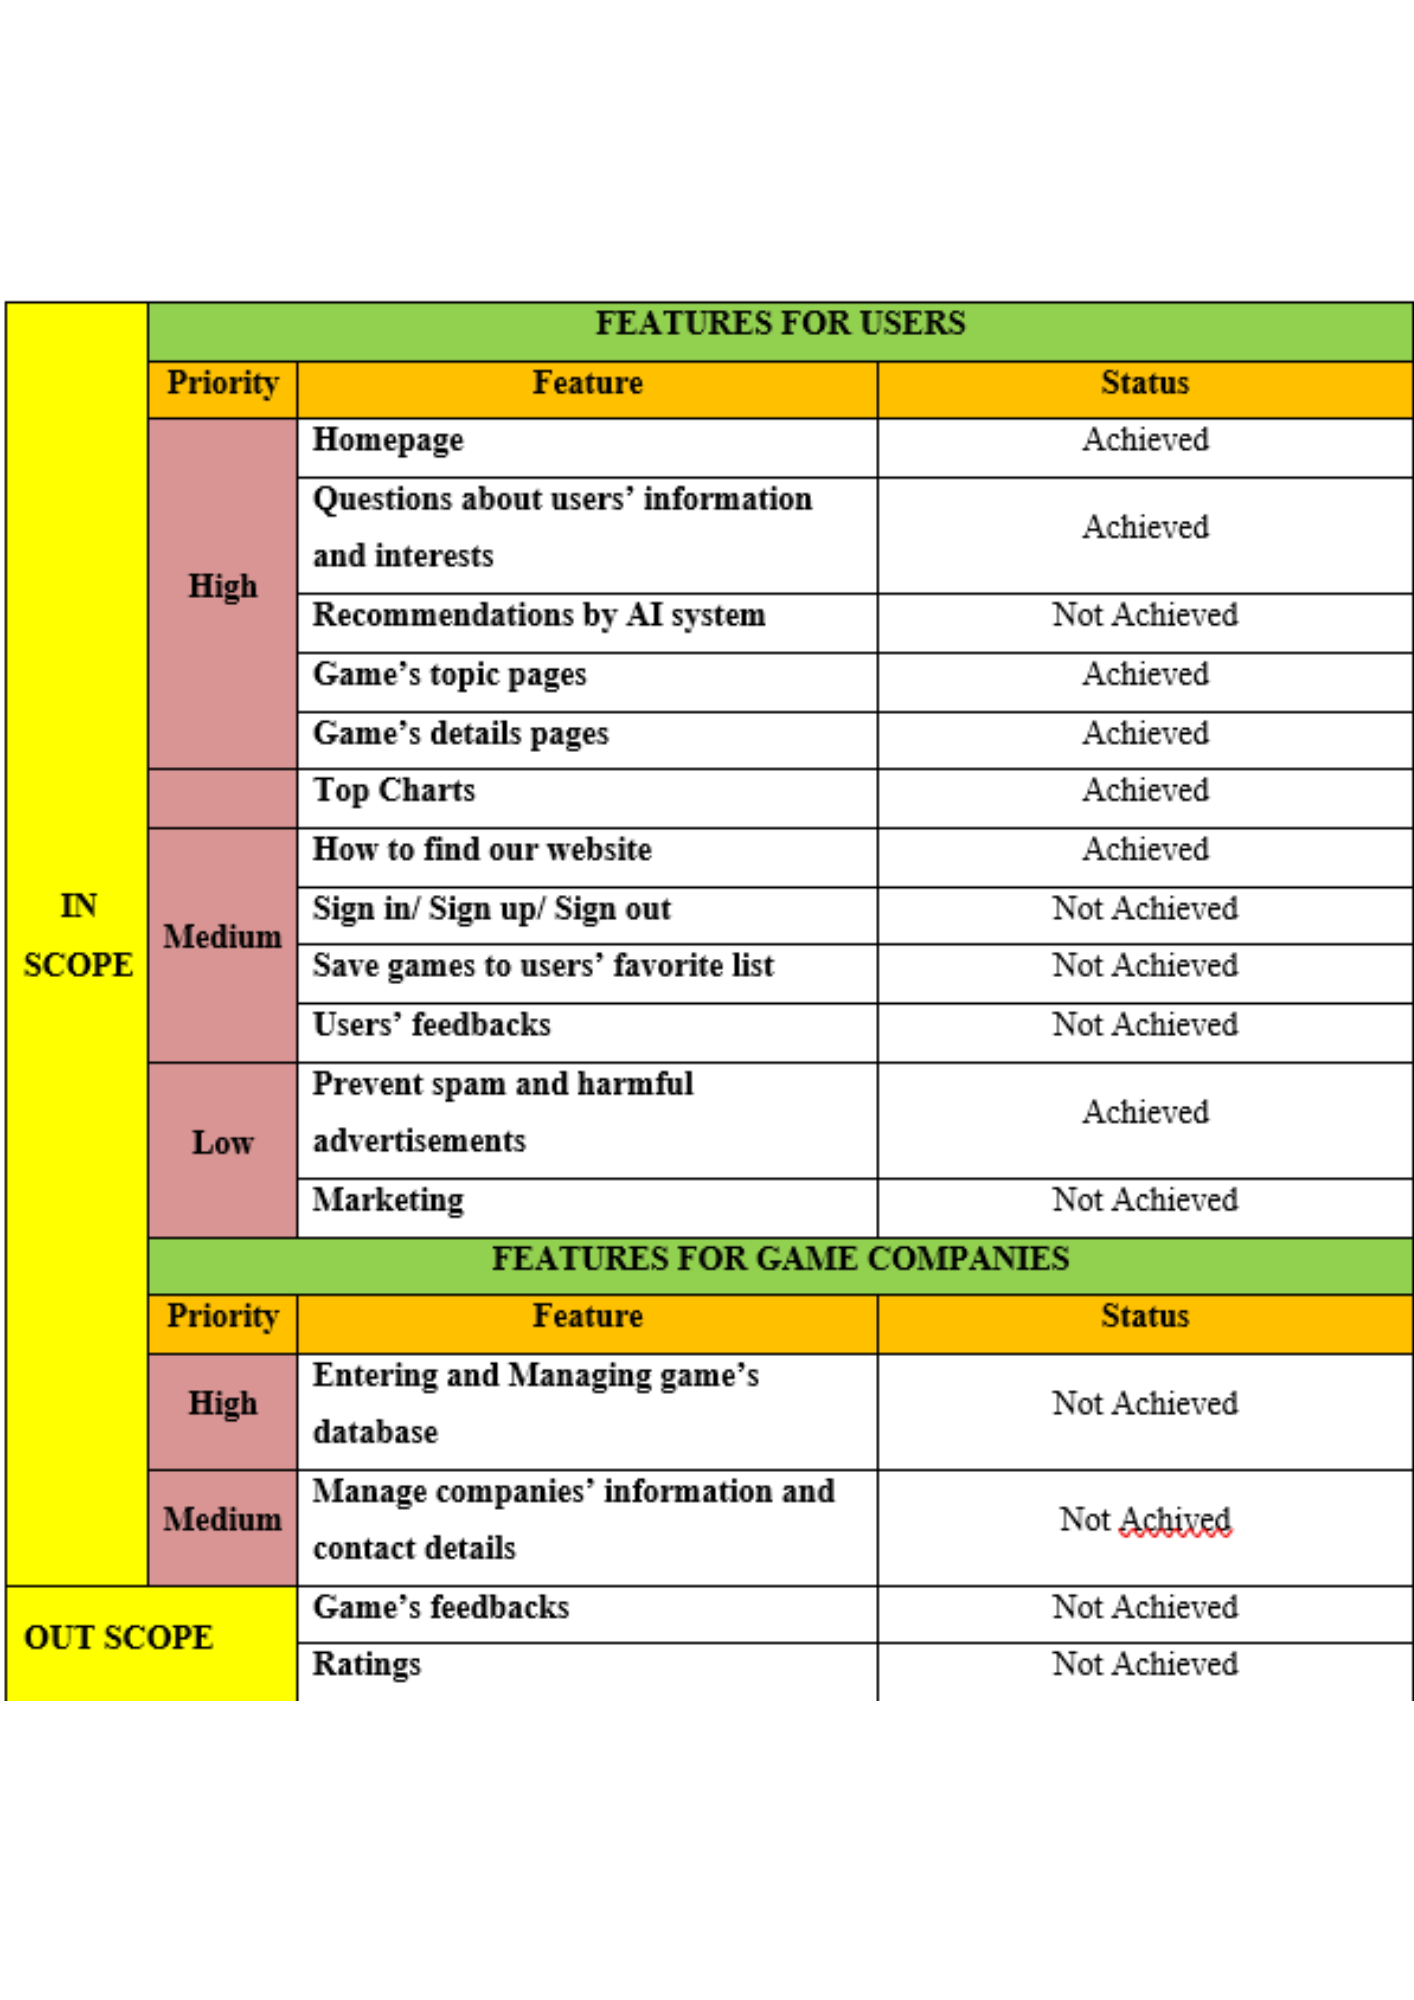 FEATURES FOR USERS
Priority Feature Status
Homepage Achieved
Questions about users’ information
and interests
Achieved
High
Recommendations by AI system Not Achieved
Game’s topic pages Achieved
Game’s details pages Achieved
Top Charts Achieved
How to find our website Achieved
IN
SCOPE
Sign in/ Sign up/ Sign out Not Achieved
Medium
Save games to users’ favorite list Not Achieved
Users’ feedbacks Not Achieved
Prevent spam and harmful
advertisements
Achieved
Low
Marketing Not Achieved
FEATURES FOR GAME COMPANIES
Priority Feature Status
High
Entering and Managing game’s
database
Not Achieved
Medium
Manage companies’ information and
contact details
Not Achived
OUT SCOPE
Game’s feedbacks Not Achieved
Ratings Not Achieved